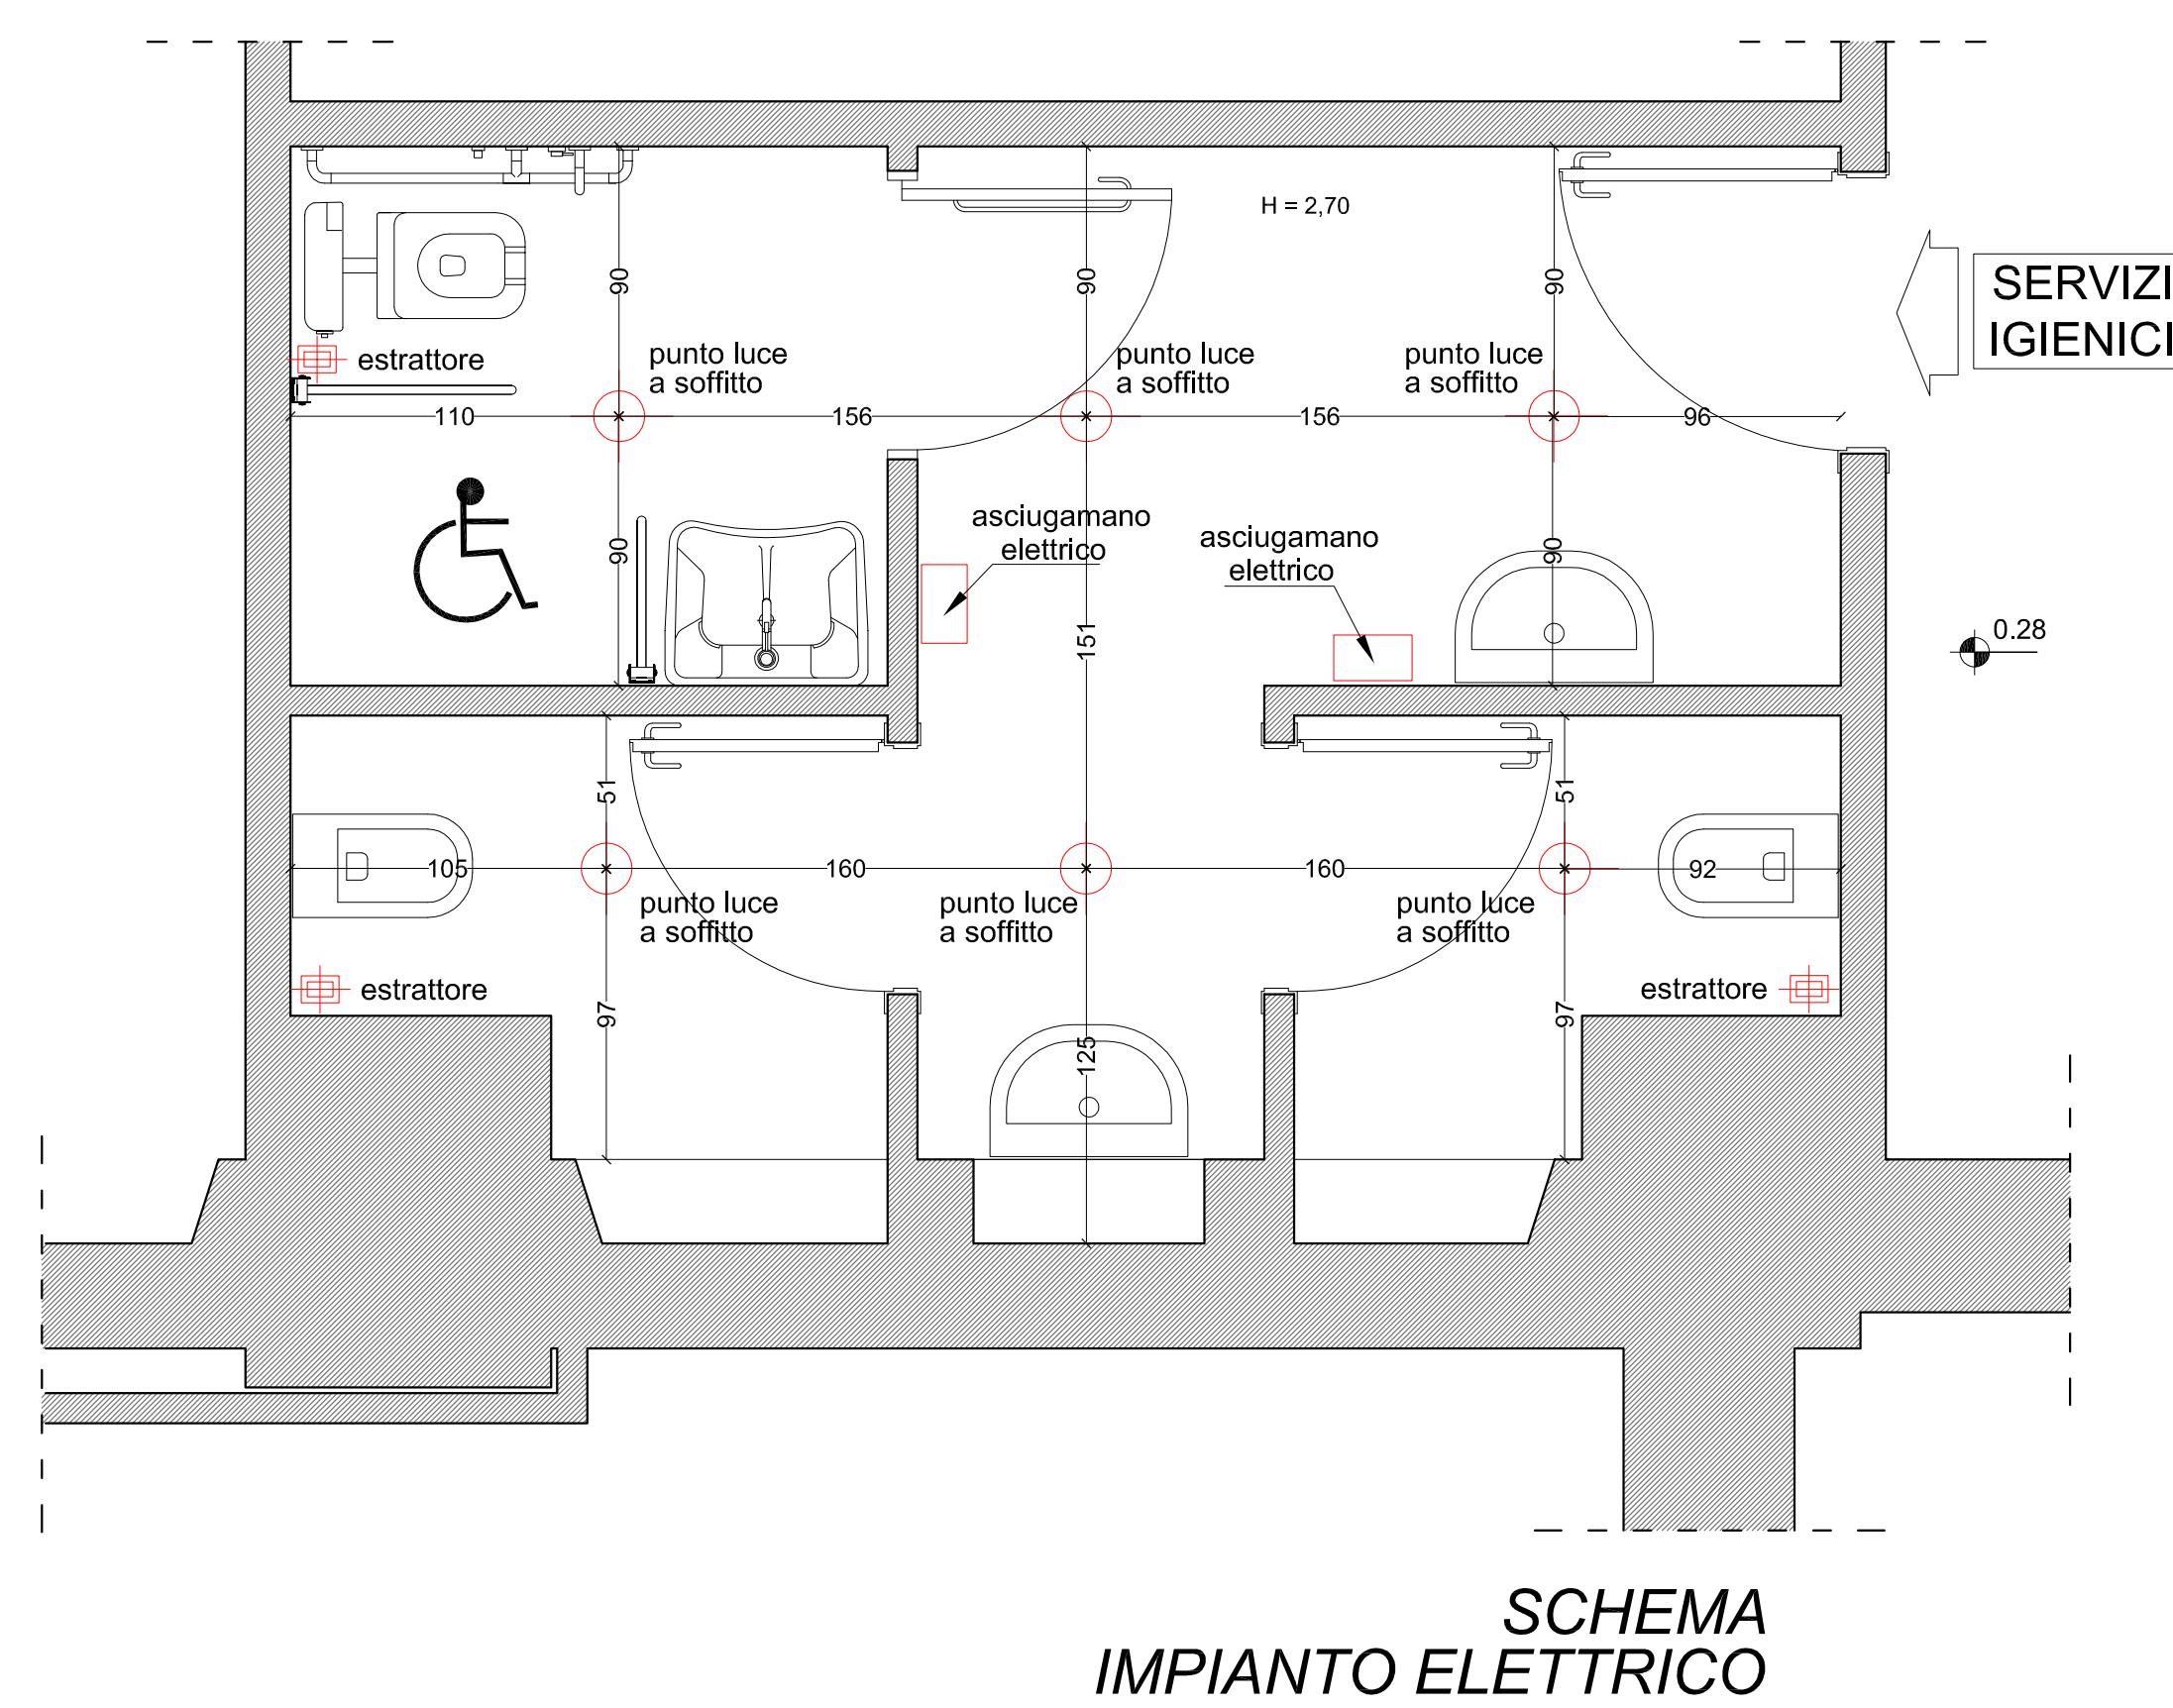 H = 2,70
90
90
90
SERVIZI
IGIENICI
estrattore
punto luce
a soffitto
punto luce
a soffitto
punto luce
a soffitto
110
156
156
96
asciugamano
elettrico
asciugamano
elettrico
90
90
151
0.28
51
51
105
160
160
92
punto luce
a soffitto
punto luce
a soffitto
punto luce
a soffitto
estrattore
estrattore
97
125
97
SCHEMA
IMPIANTO ELETTRICO